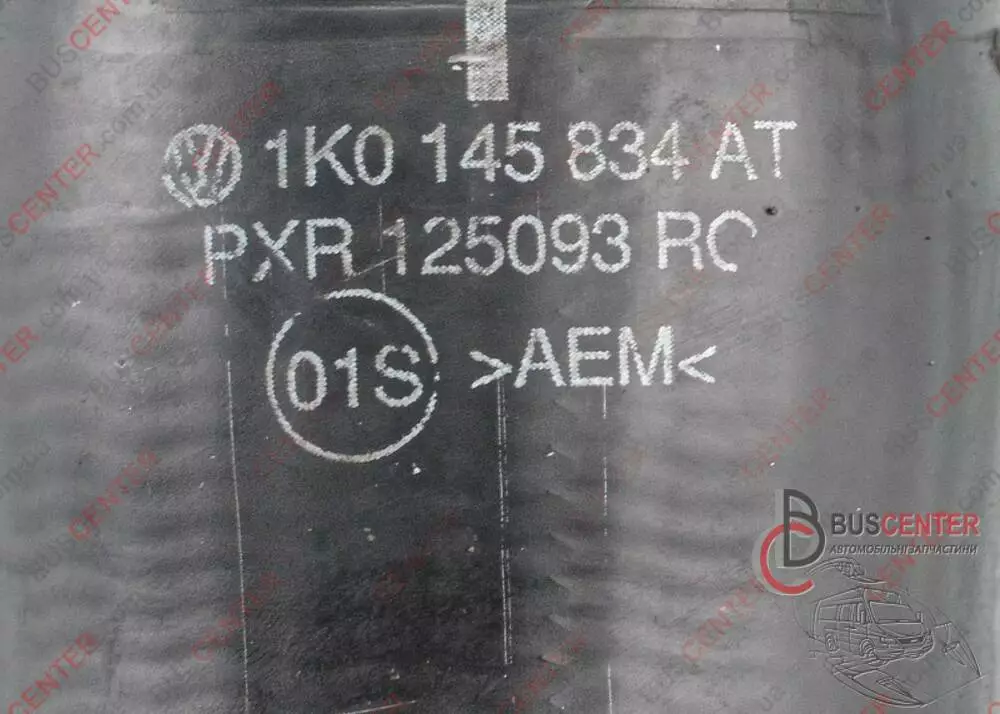 1K0 145 834 AT
PXR 125093 RC
01S >AEM<
BUSCENTER
АВТОМОБІЛЬНІ ЗАПЧАСТИНИ